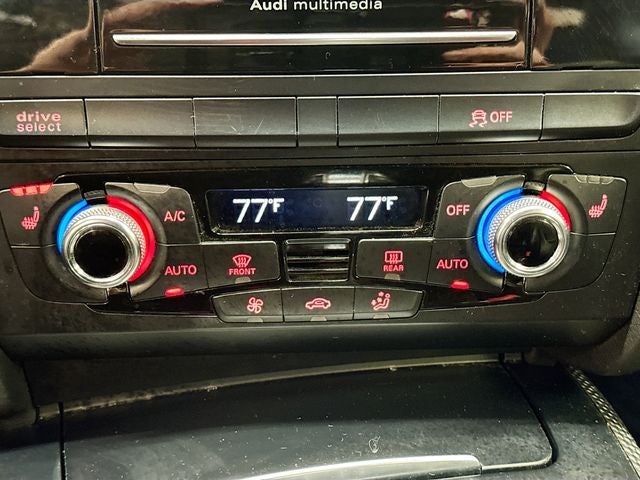 Audi multimedia
drive
select
OFF
77°F 77°F
A/C
OFF
AUTO
FRONT
REAR
AUTO